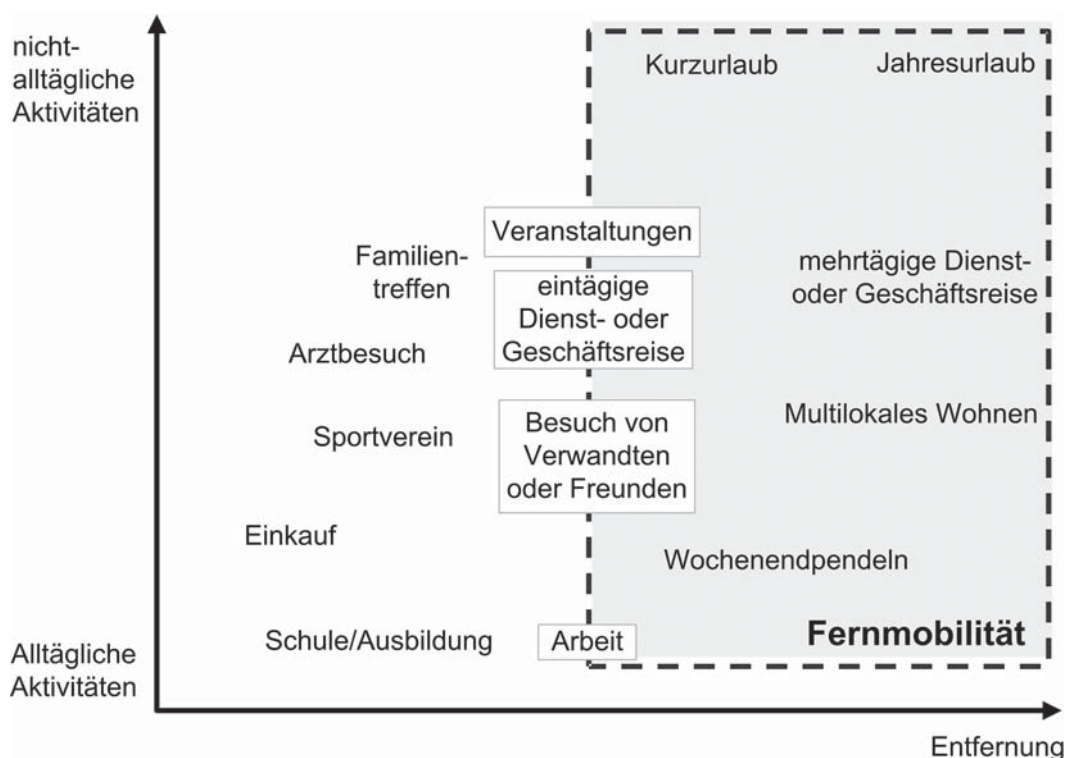 nicht-
alltägliche
Aktivitäten
Kurzurlaub
Jahresurlaub
Veranstaltungen
Familien-
treffen
eintägige
Dienst- oder
Geschäftsreise
mehrtägige Dienst-
oder Geschäftsreise
Arztbesuch
Sportverein
Besuch von
Verwandten
oder Freunden
Multilokales Wohnen
Einkauf
Wochenendpendeln
Schule/Ausbildung
Arbeit
Fernmobilität
Alltägliche
Aktivitäten
Entfernung